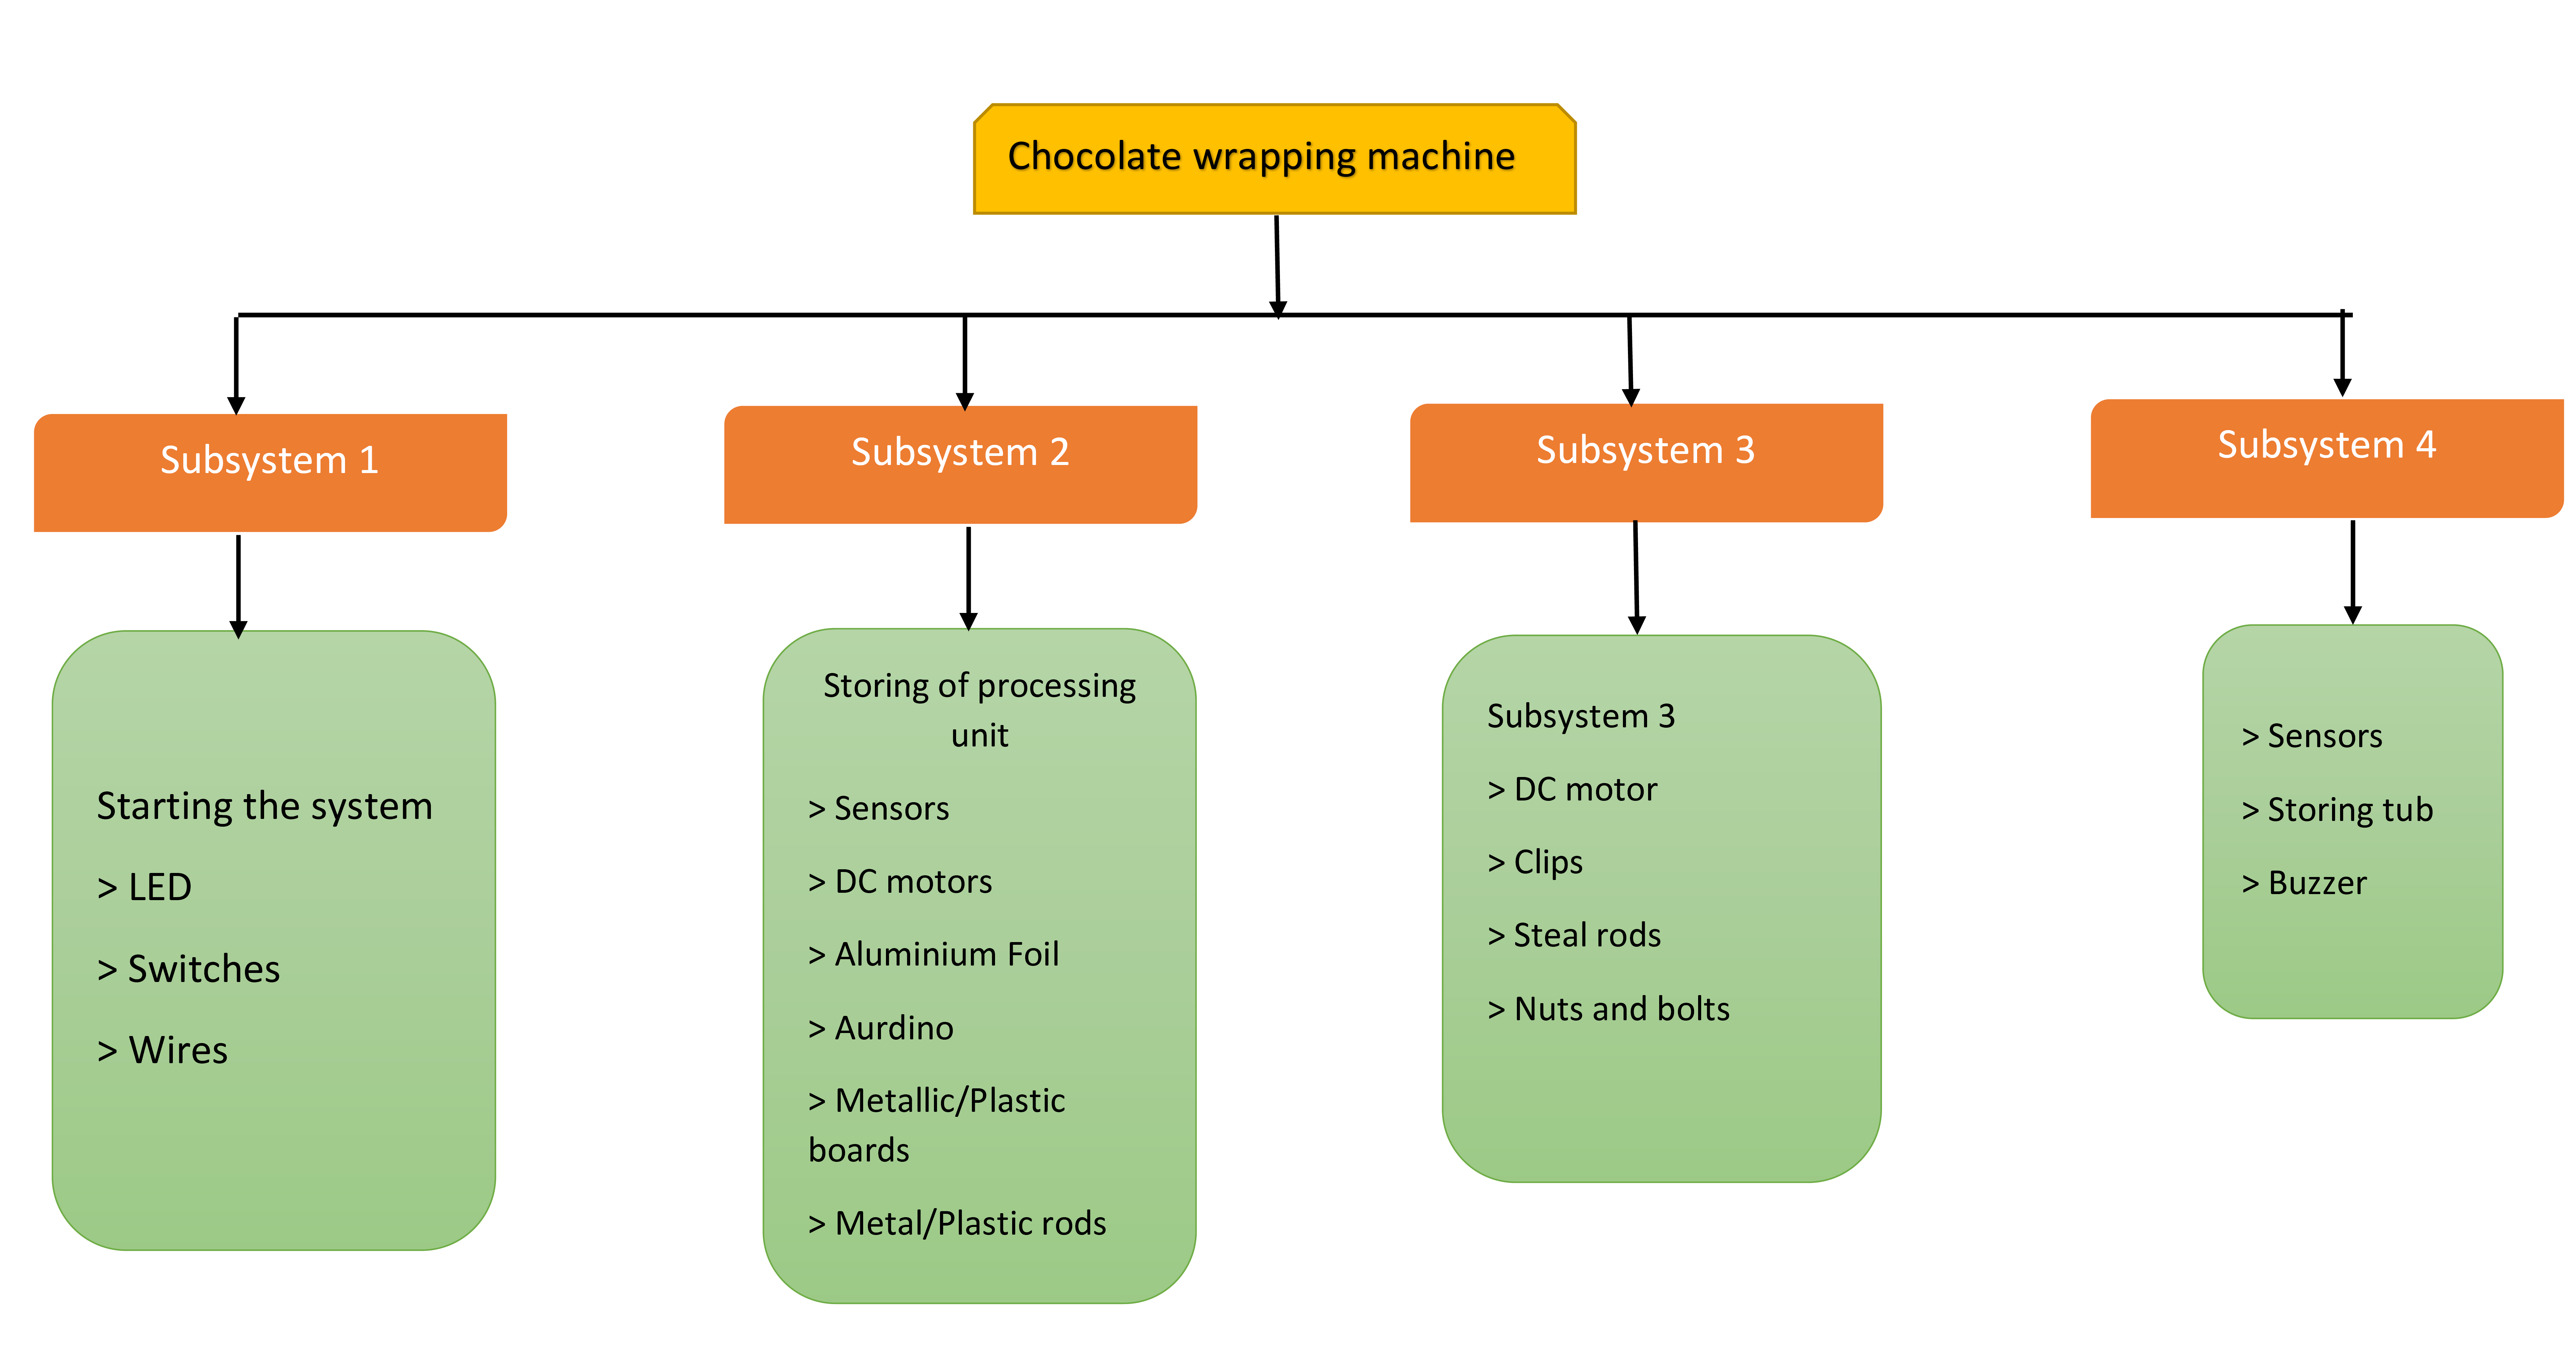 Chocolate wrapping machine
Subsystem 1
Subsystem 2
Subsystem 3
Subsystem 4
Starting the system
> LED
> Switches
> Wires
Storing of processing
unit
> Sensors
> DC motors
> Aluminium Foil
> Aurdino
> Metallic/Plastic
boards
> Metal/Plastic rods
Subsystem 3
> DC motor
> Clips
> Steal rods
> Nuts and bolts
> Sensors
> Storing tub
> Buzzer